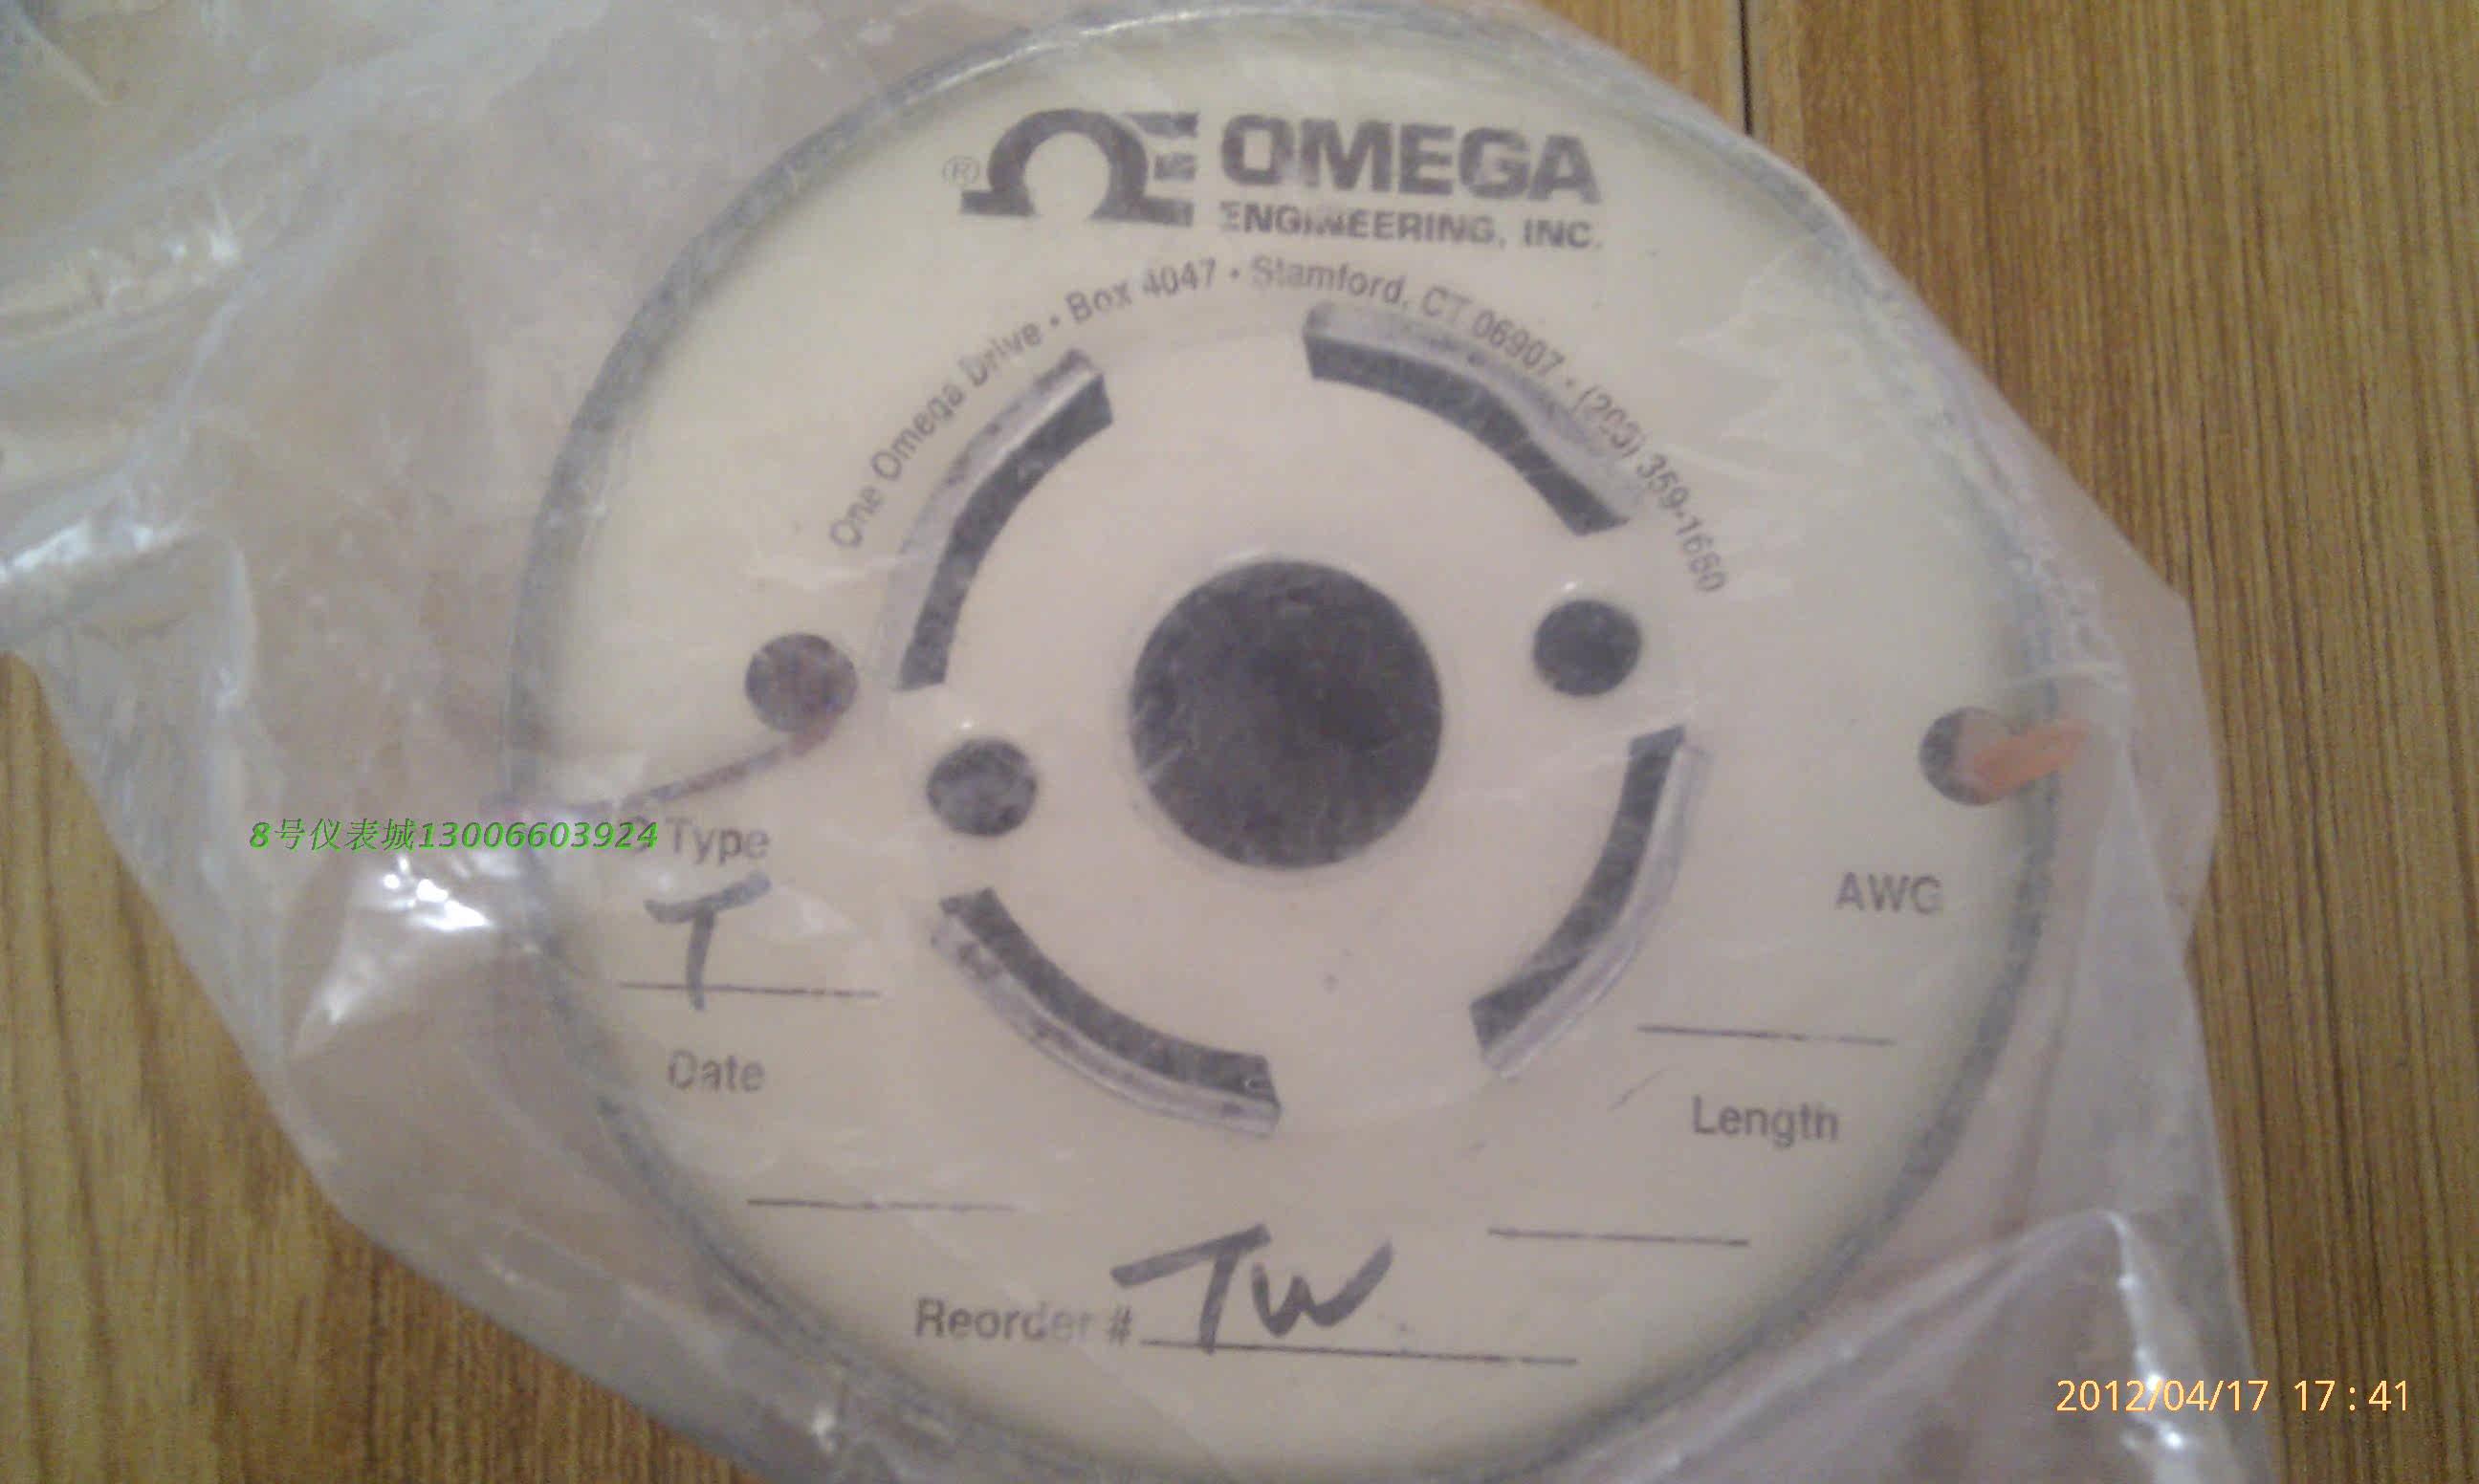 ® OMEGA
ENGINEERING, INC.
One Omega Drive • Box 4047 • Stamford, CT 06907 • (203) 359-1660
8号仪表城13006603924
Type
T
AWG
Date
Length
Reorder # TW
2012/04/17 17:41